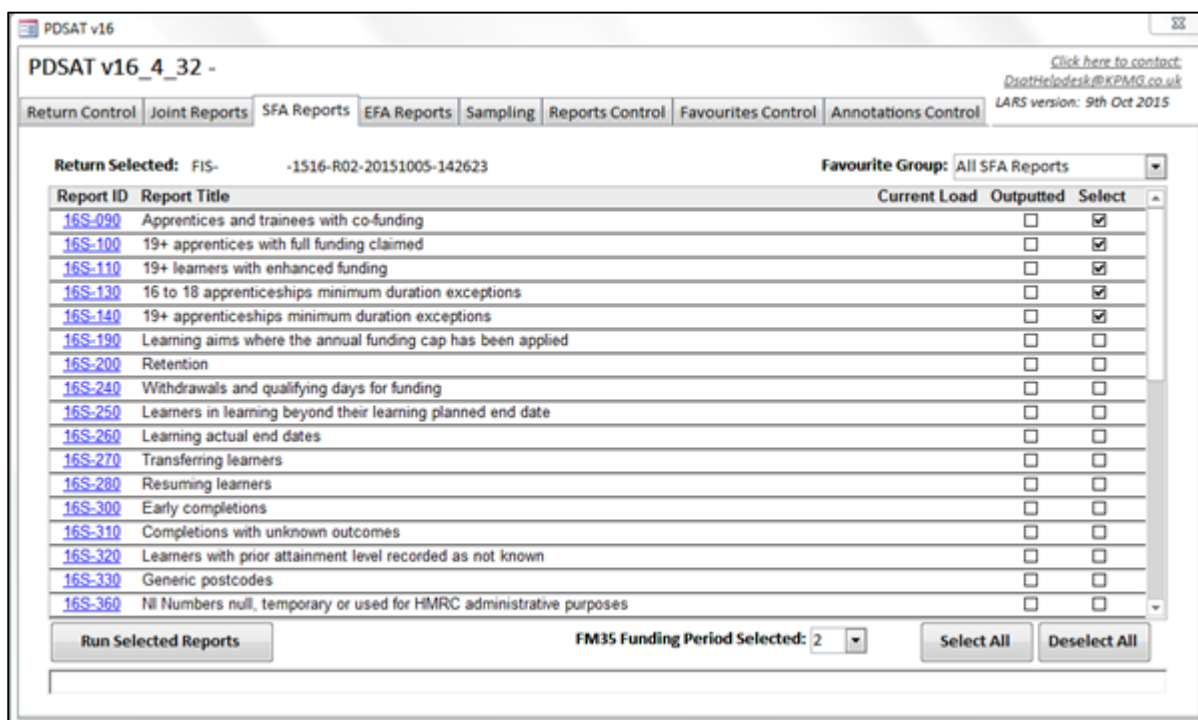 PDSAT v16
PDSAT v16_4_32 -
Click here to contact:
DsatHelpdesk@KPMG.co.uk
LARS version: 9th Oct 2015
Return Control Joint Reports SFA Reports EFA Reports Sampling Reports Control Favourites Control Annotations Control
Return Selected: FIS- -1516-R02-20151005-142623 Favourite Group: All SFA Reports
Report ID Report Title Current Load Outputted Select
16S-090 Apprentices and trainees with co-funding
16S-100 19+ apprentices with full funding claimed
16S-110 19+ learners with enhanced funding
16S-130 16 to 18 apprenticeships minimum duration exceptions
16S-140 19+ apprenticeships minimum duration exceptions
16S-190 Learning aims where the annual funding cap has been applied
16S-200 Retention
16S-240 Withdrawals and qualifying days for funding
16S-250 Learners in learning beyond their learning planned end date
16S-260 Learning actual end dates
16S-270 Transferring learners
16S-280 Resuming learners
16S-300 Early completions
16S-310 Completions with unknown outcomes
16S-320 Learners with prior attainment level recorded as not known
16S-330 Generic postcodes
16S-360 NI Numbers null, temporary or used for HMRC administrative purposes
Run Selected Reports FM35 Funding Period Selected: 2 Select All Deselect All